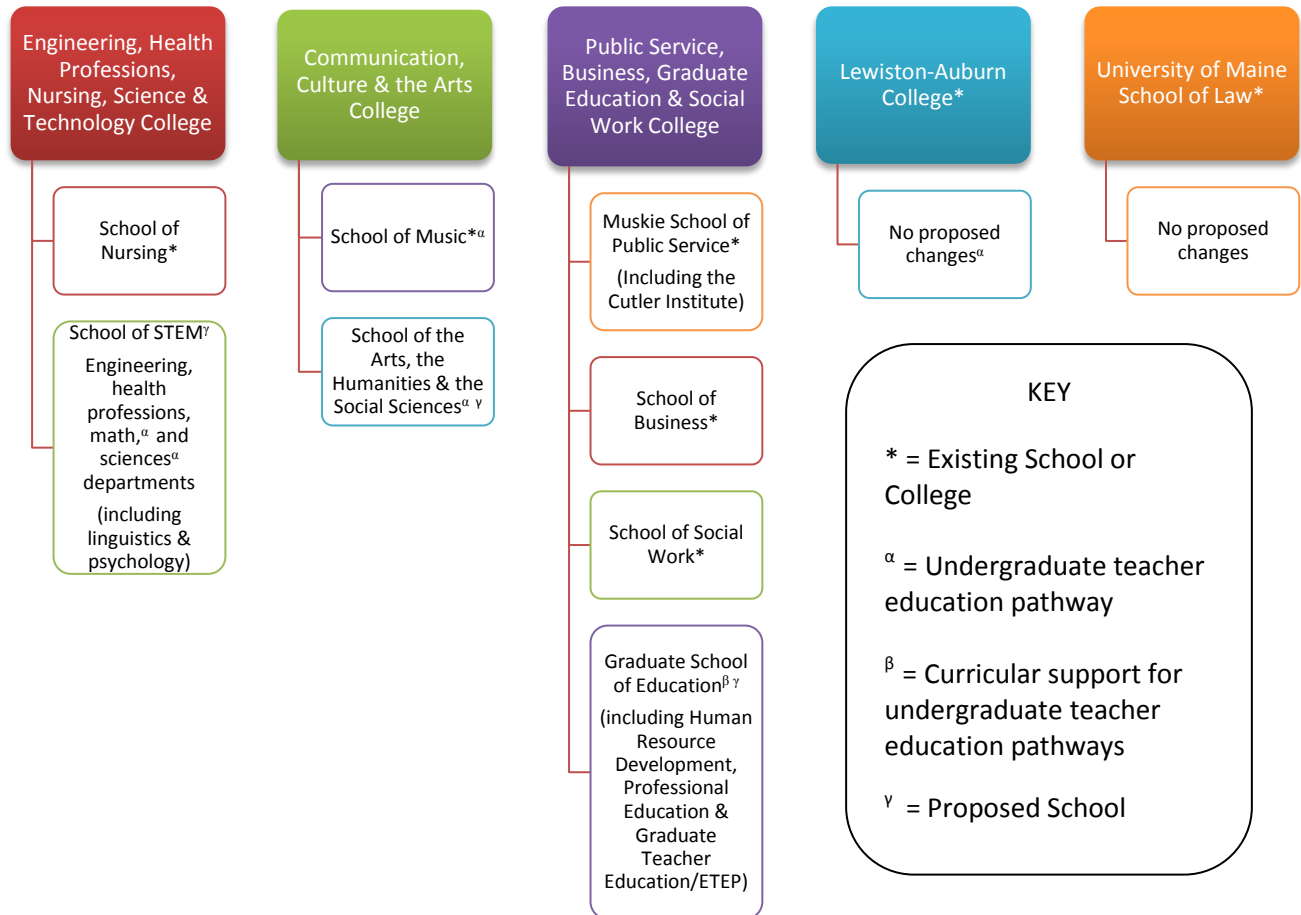 Engineering, Health
Professions,
Nursing, Science &
Technology College
School of
Nursing*
School of STEMᵞ
Engineering,
health
professions,
math,ᵅ and
sciencesᵅ
departments
(including
linguistics &
psychology)
Communication,
Culture & the Arts
College
School of Music*ᵅ
School of the
Arts, the
Humanities & the
Social Sciencesᵅ ᵞ
Public Service,
Business, Graduate
Education & Social
Work College
Muskie School of
Public Service*
(Including the
Cutler Institute)
School of
Business*
School of Social
Work*
Graduate School
of Educationᵝ ᵞ
(including Human
Resource
Development,
Professional
Education &
Graduate
Teacher
Education/ETEP)
Lewiston-Auburn
College*
No proposed
changesᵅ
University of Maine
School of Law*
No proposed
changes
KEY
* = Existing School or
College
ᵅ = Undergraduate teacher
education pathway
ᵝ = Curricular support for
undergraduate teacher
education pathways
ᵞ = Proposed School